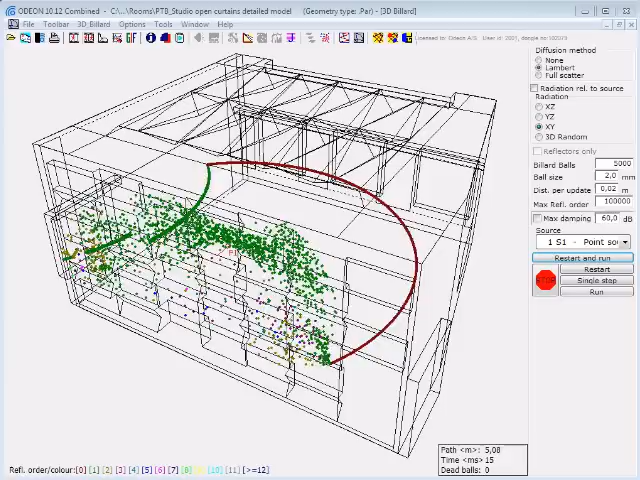 ODEON 10.12 Combined - C:\...\Rooms\PTB_Studio open curtains detailed model (Geometry type: .Par) - [3D Billard]
File Toolbar 3D_Billard Options Tools Window Help
Diffusion method
None
Lambert
Full scatter
Radiation rel. to source
Radiation
XZ
YZ
XY
3D Random
Reflectors only
Billard Balls 5000
Ball size 2,0 mm
Dist. per update 0,02 m
Max Refl. order 100000
Max damping 60,0 dB
Source
1 S1 - Point so
Restart and run
STOP
Restart
Single step
Run
P1
Path <m>: 5,08
Time <ms> 15
Dead balls: 0
Refl. order/colour:[0] [1] [2] [3] [4] [5] [6] [7] [8] [10] [11] [>=12]